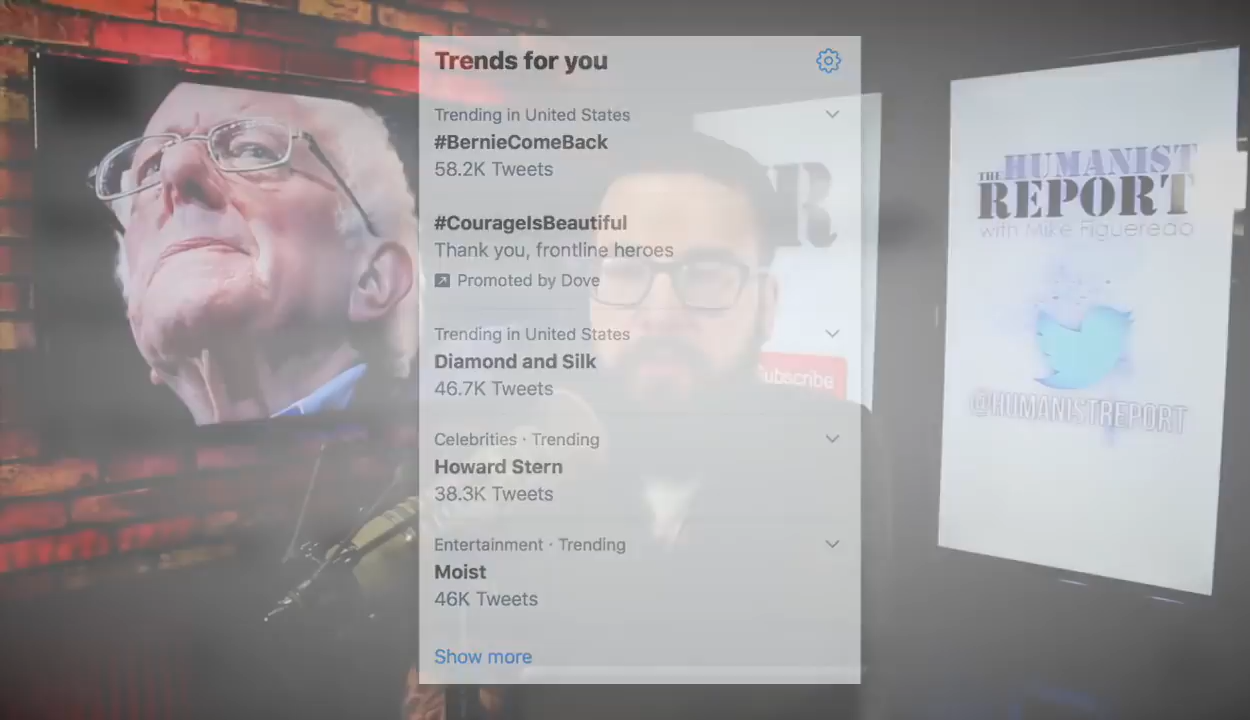 Trends for you
Trending in United States
#BernieComeBack
58.2K Tweets
#CourageIsBeautiful
Thank you, frontline heroes
Promoted by Dove
Trending in United States
Diamond and Silk
46.7K Tweets
Celebrities · Trending
Howard Stern
38.3K Tweets
Entertainment · Trending
Moist
46K Tweets
Show more
R
Subscribe
THE HUMANIST
REPORT
with Mike Figueredo
@HUMANISTREPORT